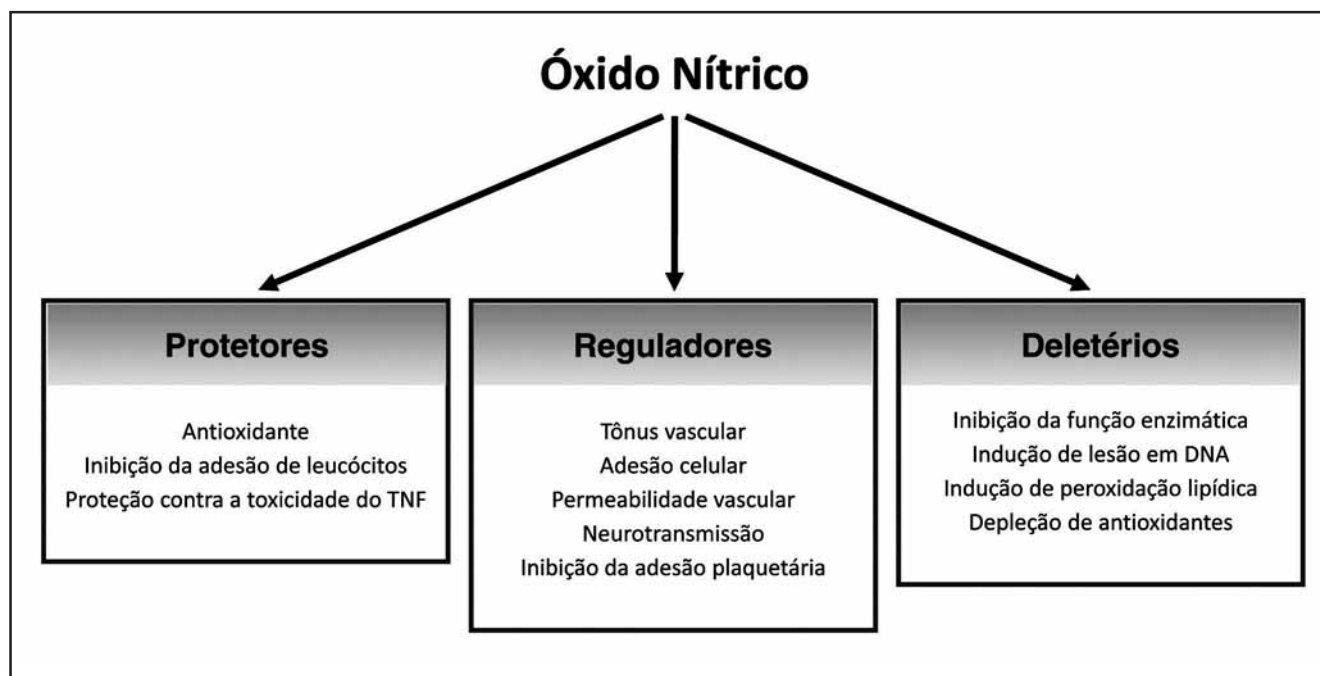 Óxido Nítrico
Protetores
Antioxidante
Inibição da adesão de leucócitos
Proteção contra a toxicidade do TNF
Reguladores
Tônus vascular
Adesão celular
Permeabilidade vascular
Neurotransmissão
Inibição da adesão plaquetária
Deletérios
Inibição da função enzimática
Indução de lesão em DNA
Indução de peroxidação lipídica
Depleção de antioxidantes